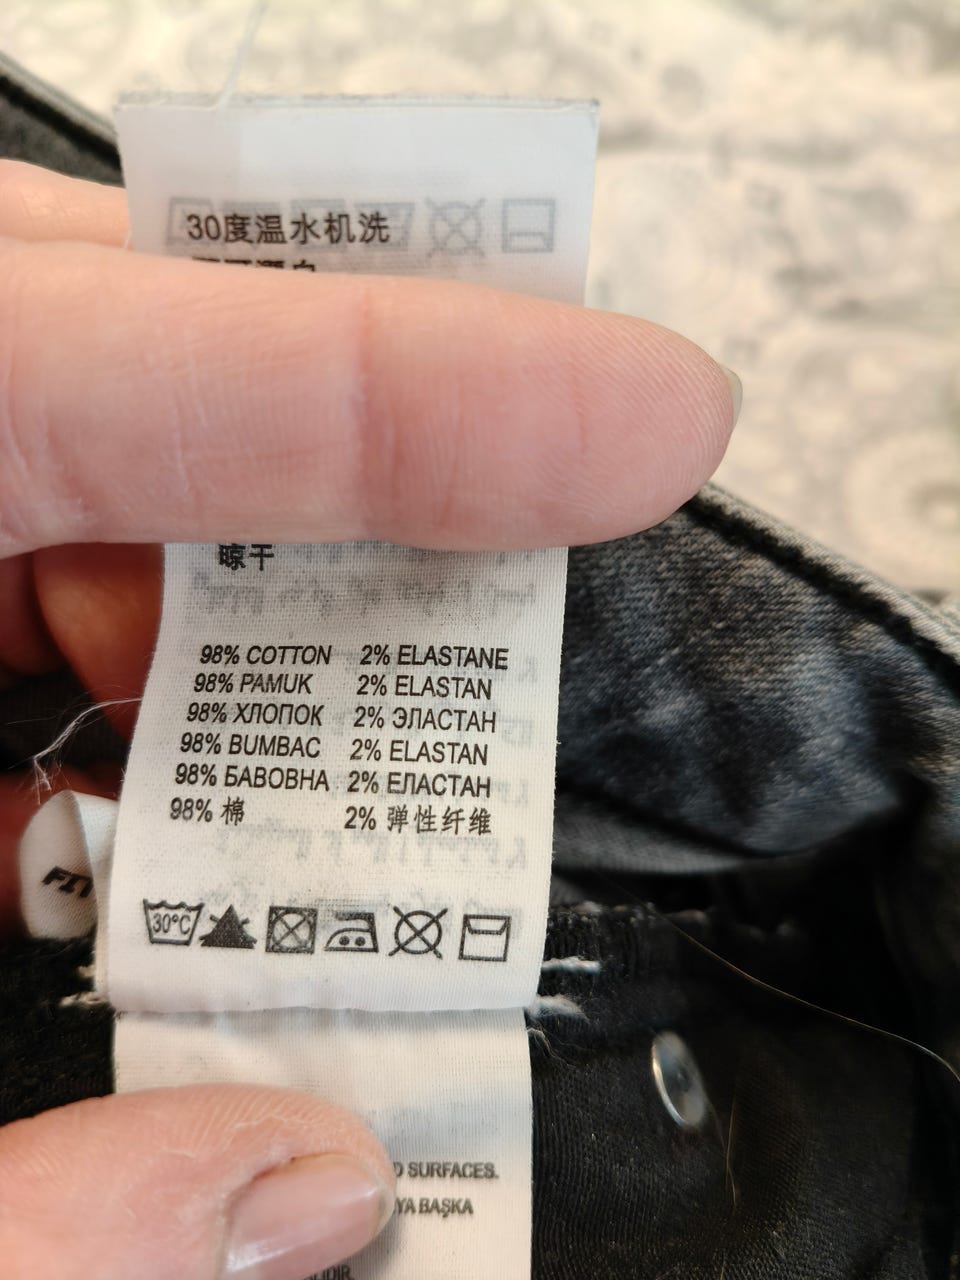 30度温水机洗
晾干
98% COTTON 2% ELASTANE
98% PAMUK 2% ELASTAN
98% ХЛОПОК 2% ЭЛАСТАН
98% BUMBAC 2% ELASTAN
98% БАВОВНА 2% ЕЛАСТАН
98% 棉 2% 弹性纤维
30°C
SURFACES.
BAŞKA